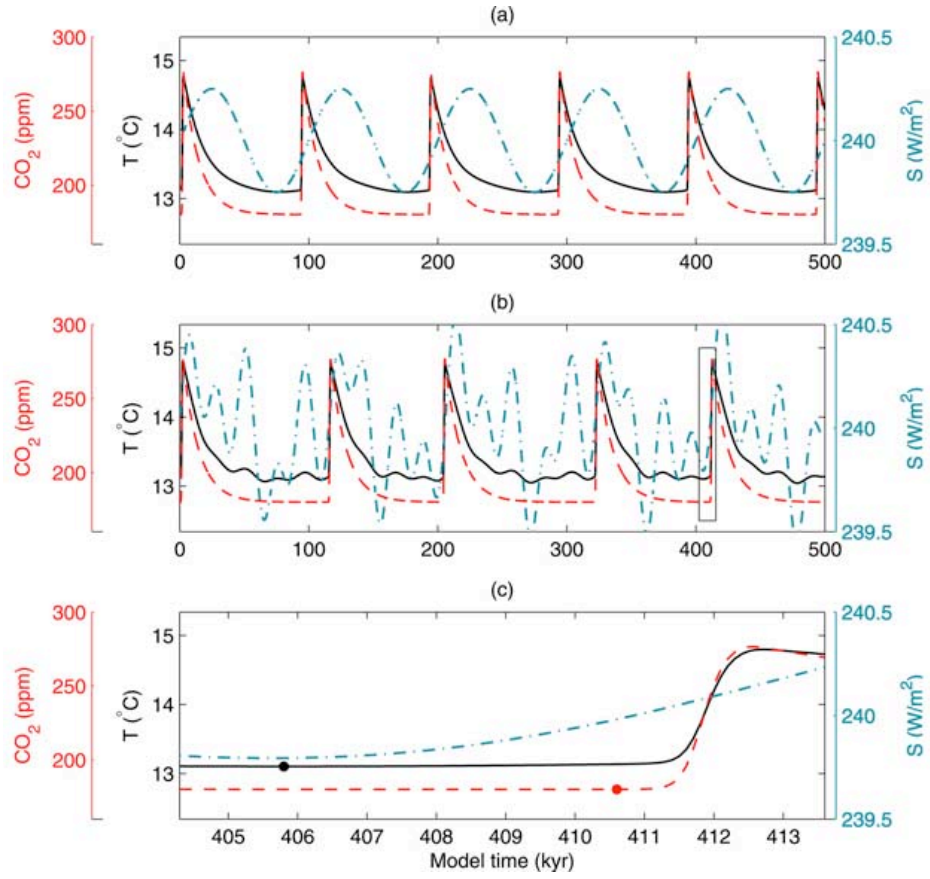 (a)
300
250
200
CO2 (ppm)
15
14
13
T (°C)
240.5
240
239.5
S (W/m2)
0 100 200 300 400 500
(b)
300
250
200
CO2 (ppm)
15
14
13
T (°C)
240.5
240
239.5
S (W/m2)
0 100 200 300 400 500
(c)
300
250
200
CO2 (ppm)
15
14
13
T (°C)
240.5
240
239.5
S (W/m2)
405 406 407 408 409 410 411 412 413
Model time (kyr)